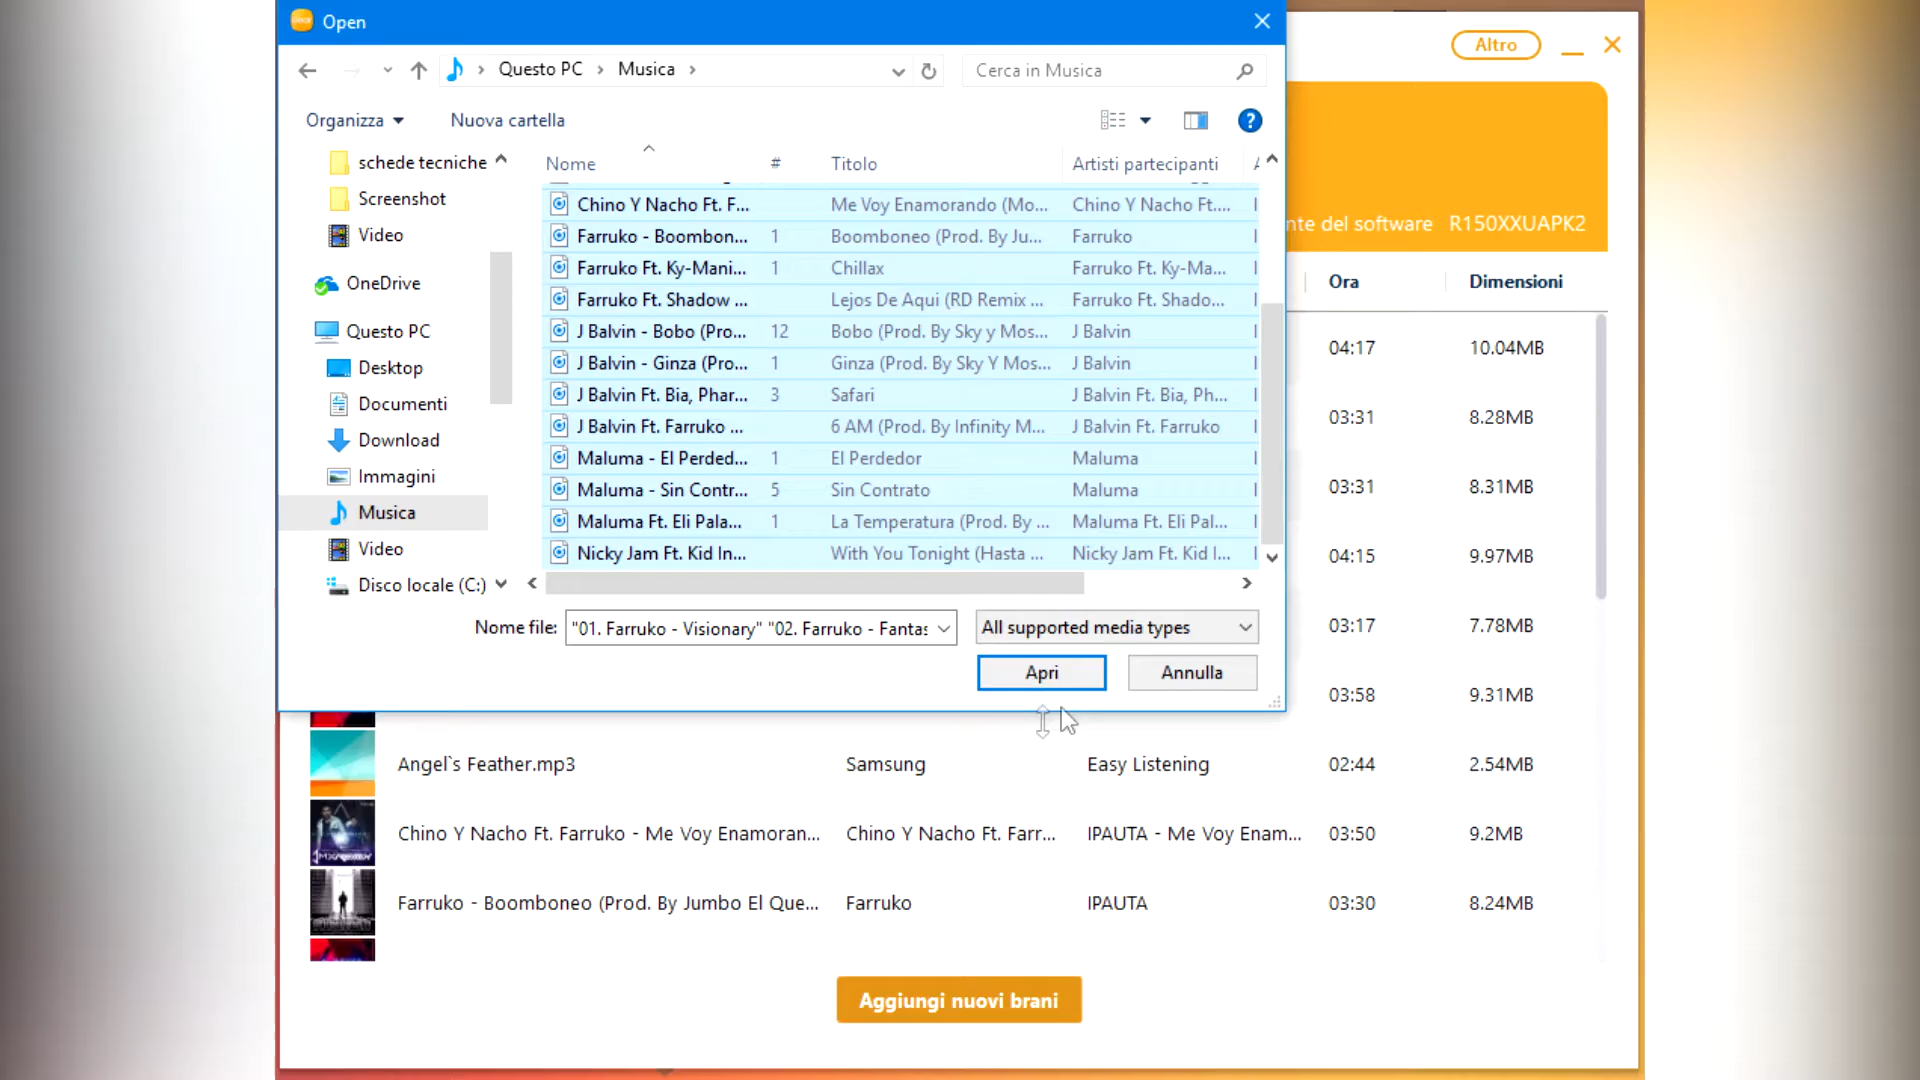 Open
Altro
Questo PC
Musica
Cerca in Musica
Organizza
Nuova cartella
schede tecniche
Screenshot
Video
OneDrive
Questo PC
Desktop
Documenti
Download
Immagini
Musica
Video
Disco locale (C:)
Nome # Titolo Artisti partecipanti
Chino Y Nacho Ft. F... Me Voy Enamorando (Mo... Chino Y Nacho Ft....
Farruko - Boombon... 1 Boomboneo (Prod. By Ju... Farruko
Farruko Ft. Ky-Mani... 1 Chillax Farruko Ft. Ky-Ma...
Farruko Ft. Shadow ... Lejos De Aqui (RD Remix ... Farruko Ft. Shado...
J Balvin - Bobo (Pro... 12 Bobo (Prod. By Sky y Mos... J Balvin
J Balvin - Ginza (Pro... 1 Ginza (Prod. By Sky Y Mos... J Balvin
J Balvin Ft. Bia, Phar... 3 Safari J Balvin Ft. Bia, Ph...
J Balvin Ft. Farruko ... 6 AM (Prod. By Infinity M... J Balvin Ft. Farruko
Maluma - El Perded... 1 El Perdedor Maluma
Maluma - Sin Contr... 5 Sin Contrato Maluma
Maluma Ft. Eli Pala... 1 La Temperatura (Prod. By ... Maluma Ft. Eli Pal...
Nicky Jam Ft. Kid In... With You Tonight (Hasta ... Nicky Jam Ft. Kid I...
Nome file: "01. Farruko - Visionary" "02. Farruko - Fantas All supported media types
Apri Annulla
nte del software R150XXUAPK2
Ora Dimensioni
04:17 10.04MB
03:31 8.28MB
03:31 8.31MB
04:15 9.97MB
03:17 7.78MB
03:58 9.31MB
Angel`s Feather.mp3 Samsung Easy Listening 02:44 2.54MB
Chino Y Nacho Ft. Farruko - Me Voy Enamoran... Chino Y Nacho Ft. Farr... IPAUTA - Me Voy Enam... 03:50 9.2MB
Farruko - Boomboneo (Prod. By Jumbo El Que... Farruko IPAUTA 03:30 8.24MB
Aggiungi nuovi brani